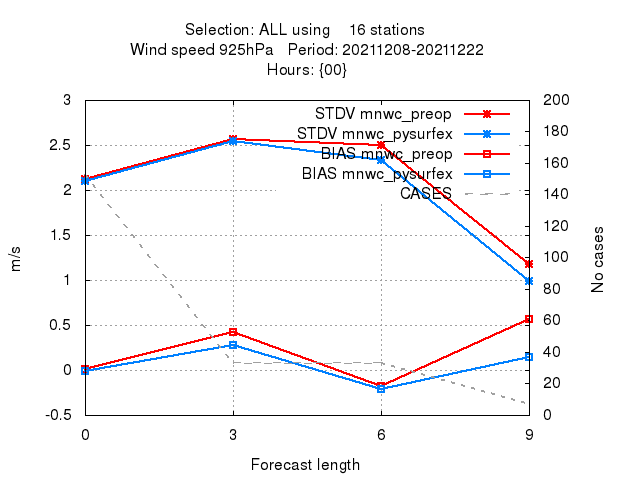 Selection: ALL using    16 stations
Wind speed 925hPa   Period: 20211208-20211222
Hours: {00}
3
2.5
2
1.5
1
0.5
0
-0.5
m/s
STDV mnwc_preop
STDV mnwc_pysurfex
BIAS mnwc_preop
BIAS mnwc_pysurfex
CASES
200
180
160
140
120
100
80
60
40
20
0
No cases
0 3 6 9
Forecast length